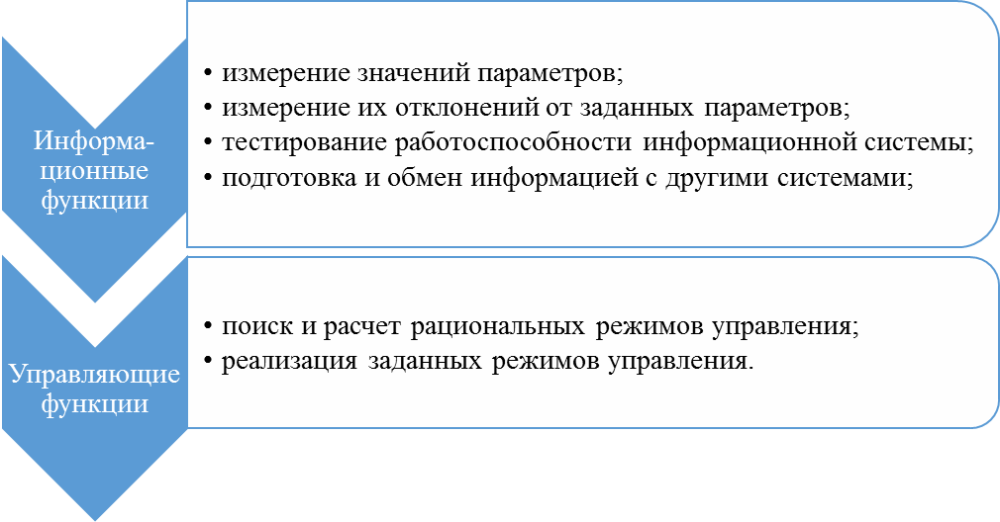 Информа-
ционные
функции
• измерение значений параметров;
• измерение их отклонений от заданных параметров;
• тестирование работоспособности информационной системы;
• подготовка и обмен информацией с другими системами;
Управляющие
функции
• поиск и расчет рациональных режимов управления;
• реализация заданных режимов управления.